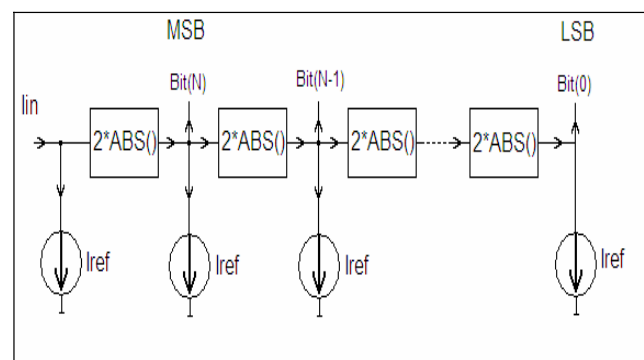 MSB
LSB
Bit(N)
Bit(N-1)
Bit(0)
Iin
2*ABS()
2*ABS()
2*ABS()
2*ABS()
Iref
Iref
Iref
Iref